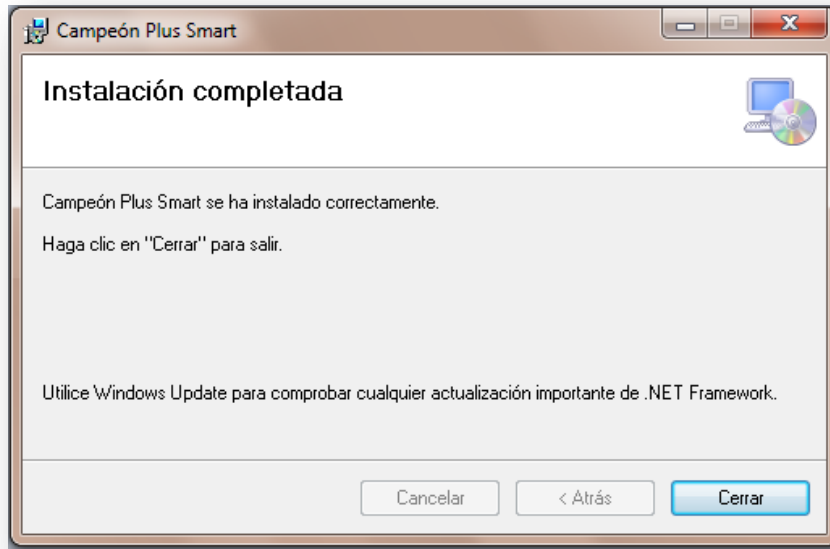 Campeón Plus Smart
Instalación completada
Campeón Plus Smart se ha instalado correctamente.
Haga clic en "Cerrar" para salir.
Utilice Windows Update para comprobar cualquier actualización importante de .NET Framework.
Cancelar
< Atrás
Cerrar